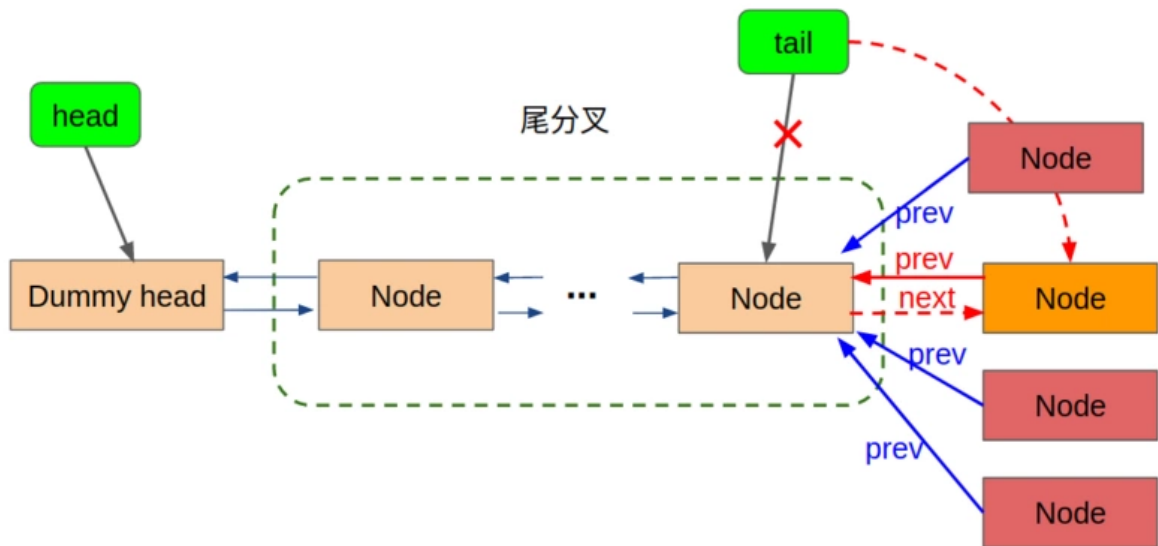 tail
head
尾分叉
Node
prev
prev
Dummy head
Node
...
Node
next
Node
prev
Node
prev
Node